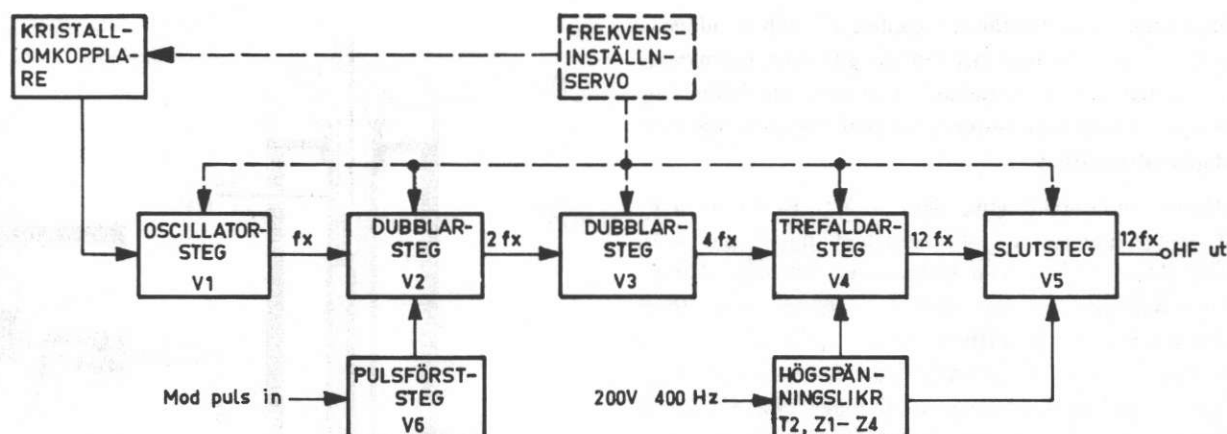 KRISTALL-
OMKOPPLA-
RE
FREKVENS-
INSTÄLLN-
SERVO
OSCILLATOR-
STEG
V1
fx
DUBBLAR-
STEG
V2
2 fx
DUBBLAR-
STEG
V3
4 fx
TREFALDAR-
STEG
V4
12 fx
SLUTSTEG
V5
12 fx
HF ut
Mod puls in
PULSFÖRST-
STEG
V6
200V 400 Hz
HÖGSPÄN-
NINGSLIKR
T2, Z1- Z4